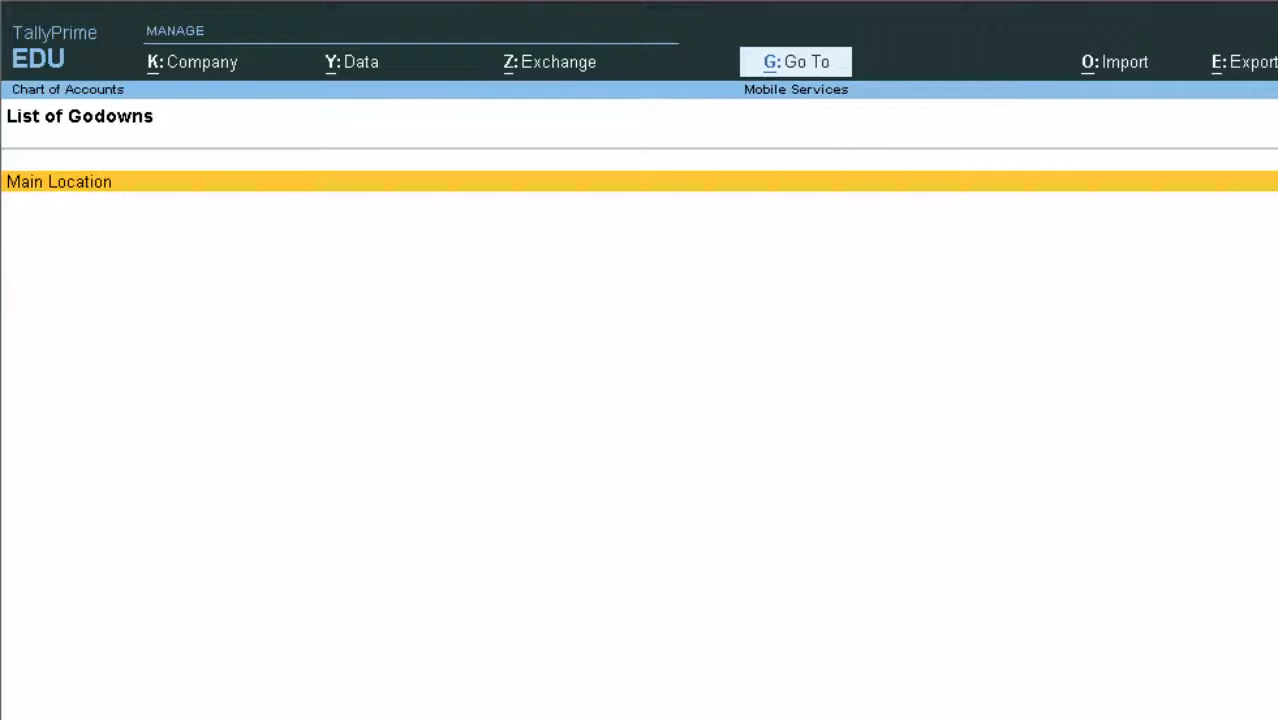 TallyPrime
EDU
MANAGE
K: Company
Y: Data
Z: Exchange
G: Go To
O: Import
E: Export
Chart of Accounts
Mobile Services
List of Godowns
Main Location